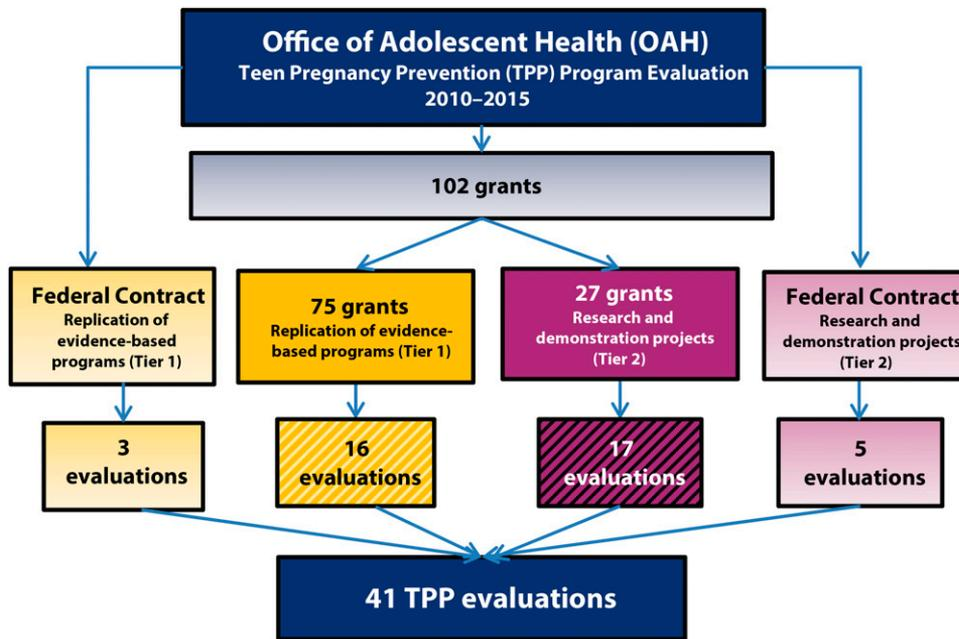 Office of Adolescent Health (OAH)
Teen Pregnancy Prevention (TPP) Program Evaluation
2010–2015
102 grants
Federal Contract
Replication of
evidence-based
programs (Tier 1)
75 grants
Replication of evidence-
based programs (Tier 1)
27 grants
Research and
demonstration projects
(Tier 2)
Federal Contract
Research and
demonstration projects
(Tier 2)
3
evaluations
16
evaluations
17
evaluations
5
evaluations
41 TPP evaluations